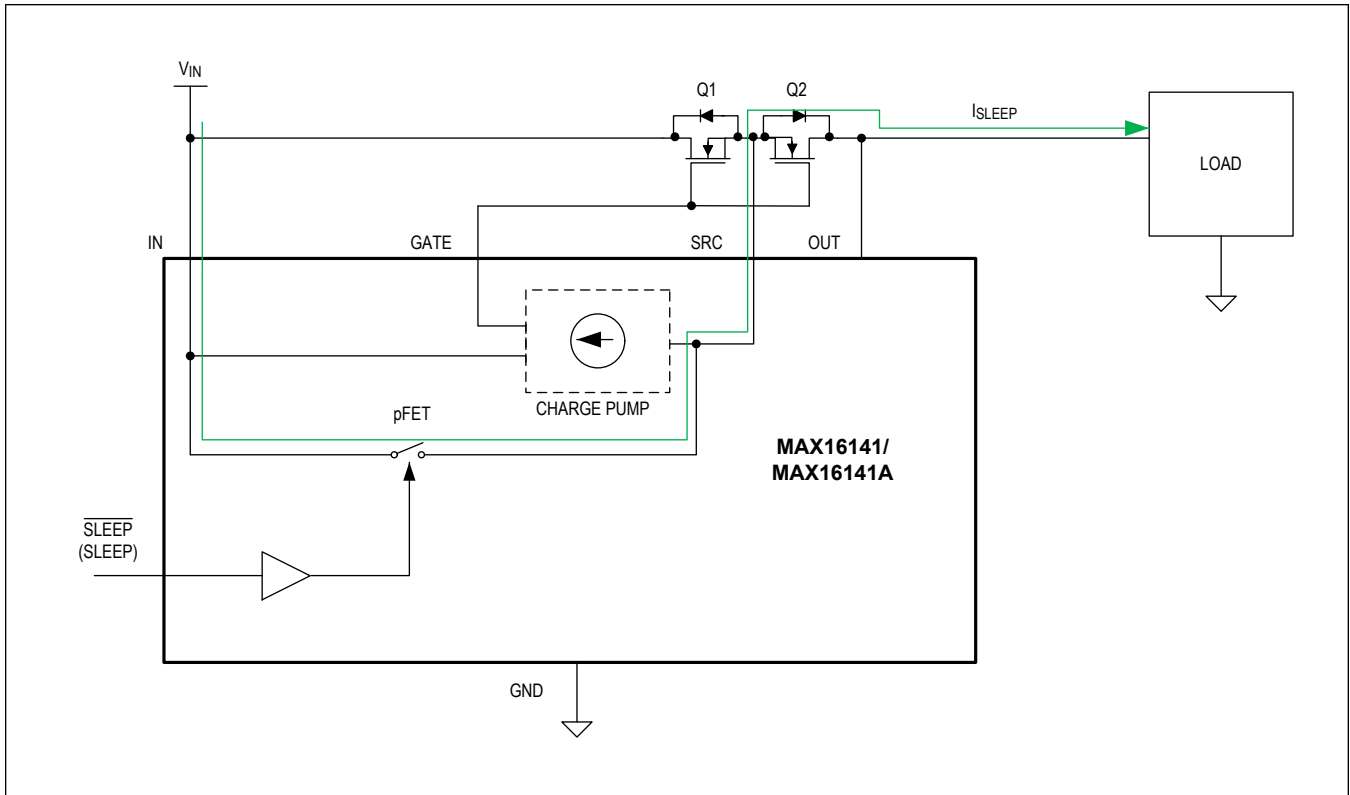 VIN
Q1
Q2
ISLEEP
LOAD
IN
GATE
SRC
OUT
CHARGE PUMP
pFET
MAX16141/
MAX16141A
SLEEP
(SLEEP)
GND